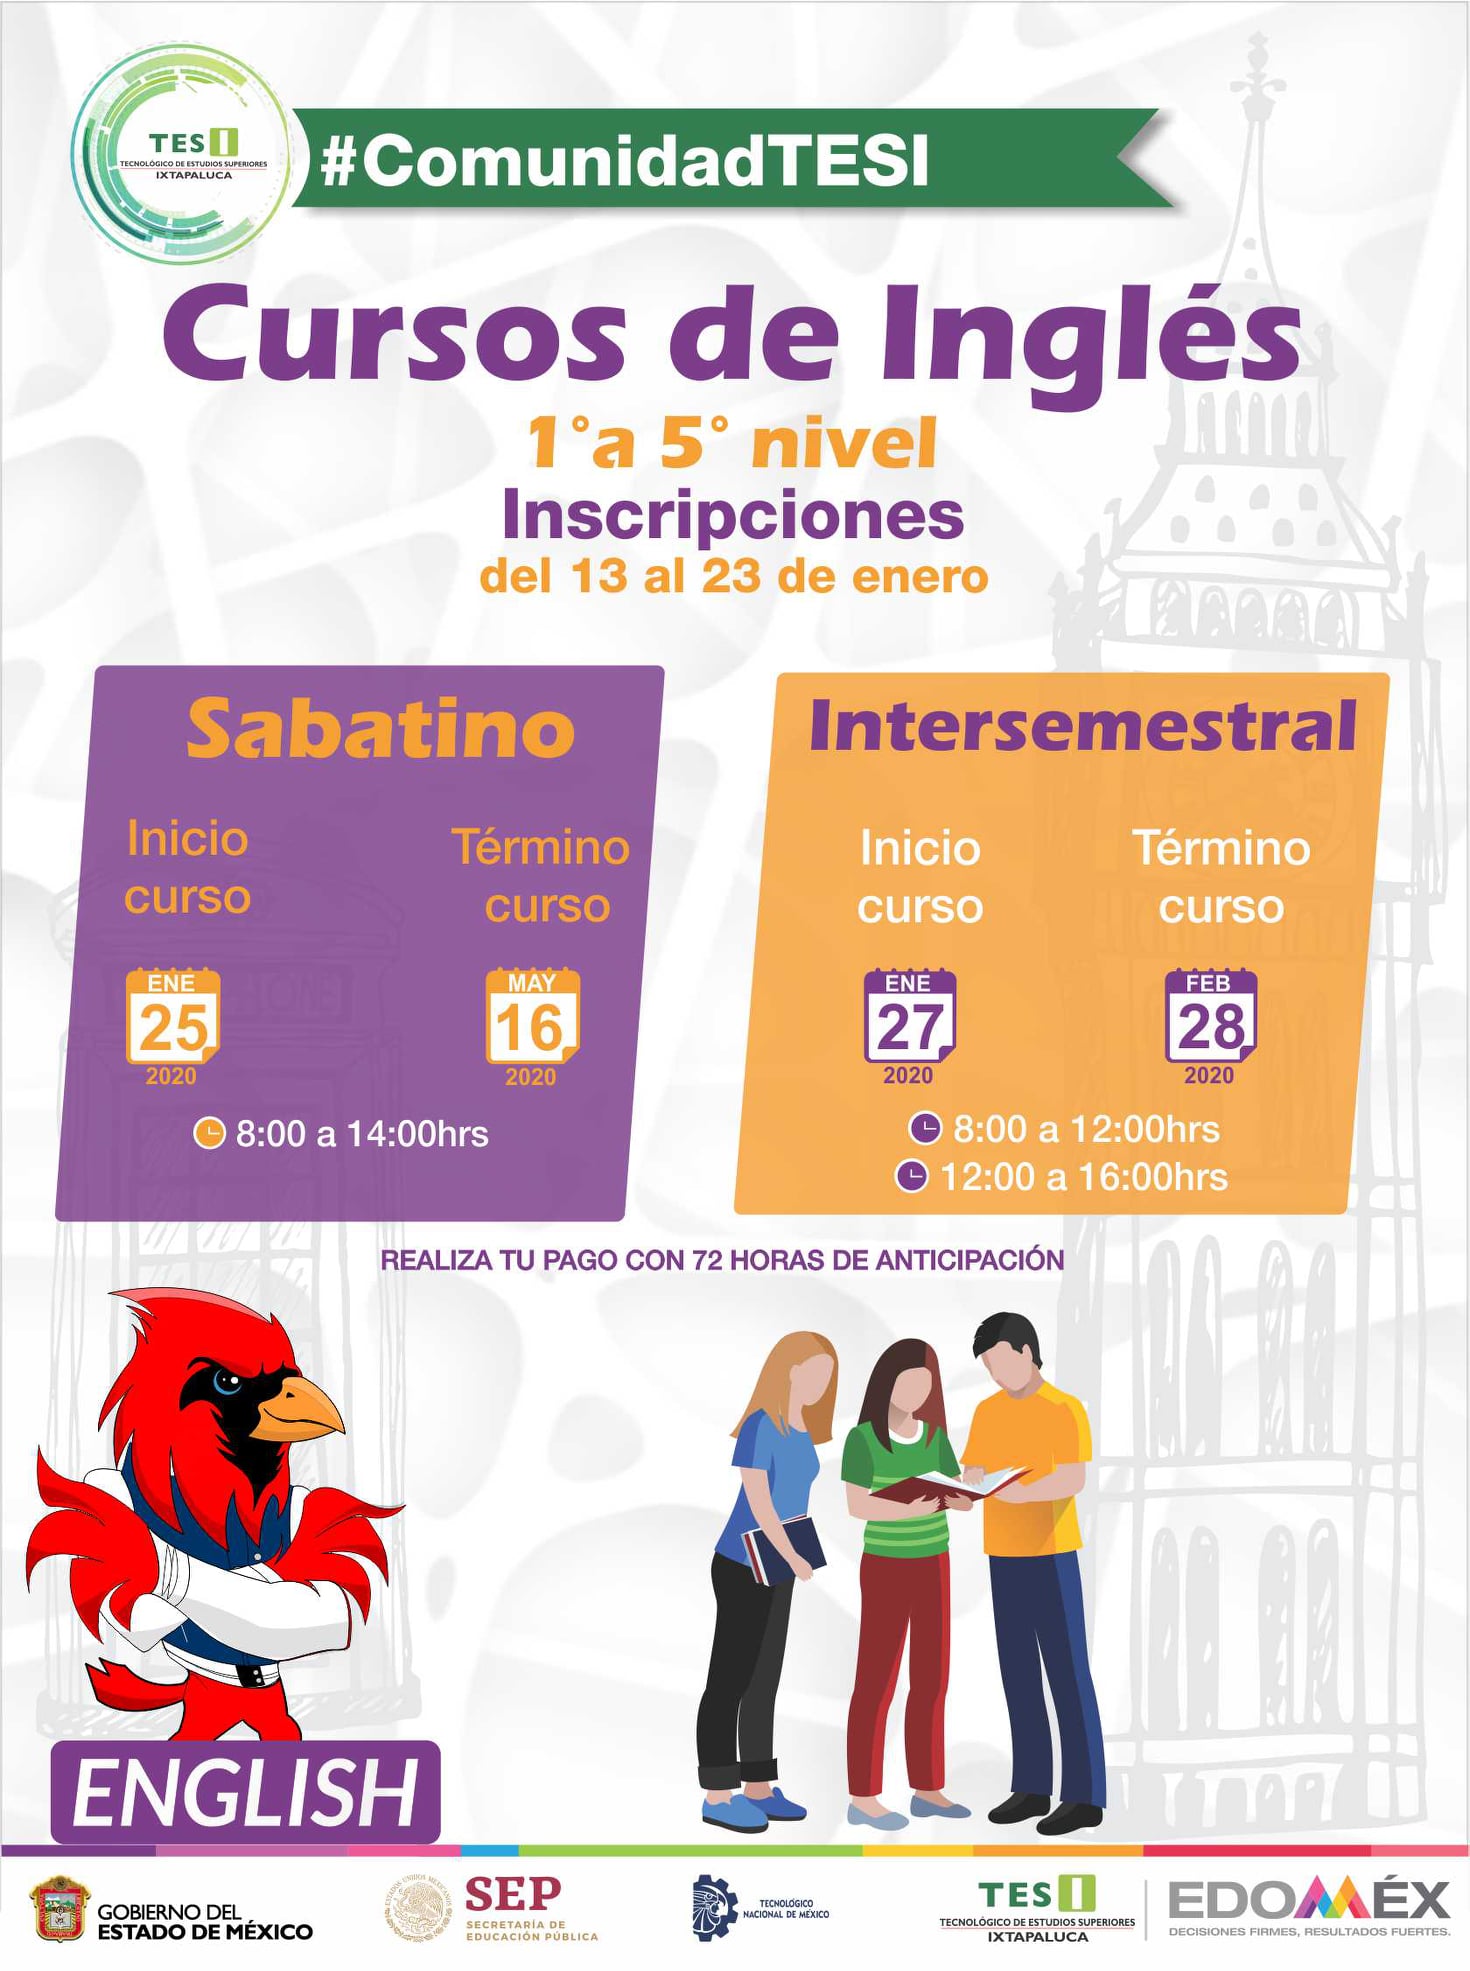 TESI
TECNOLÓGICO DE ESTUDIOS SUPERIORES
IXTAPALUCA
#ComunidadTESI
Cursos de Inglés
1°a 5° nivel
Inscripciones
del 13 al 23 de enero
Sabatino
Inicio
curso
ENE
25
2020
Término
curso
MAY
16
2020
8:00 a 14:00hrs
Intersemestral
Inicio
curso
ENE
27
2020
Término
curso
FEB
28
2020
8:00 a 12:00hrs
12:00 a 16:00hrs
REALIZA TU PAGO CON 72 HORAS DE ANTICIPACIÓN
ENGLISH
GOBIERNO DEL
ESTADO DE MÉXICO
SEP
SECRETARÍA DE
EDUCACIÓN PÚBLICA
TECNOLÓGICO
NACIONAL DE MÉXICO
TESI
TECNOLÓGICO DE ESTUDIOS SUPERIORES
IXTAPALUCA
EDOMÉX
DECISIONES FIRMES, RESULTADOS FUERTES.